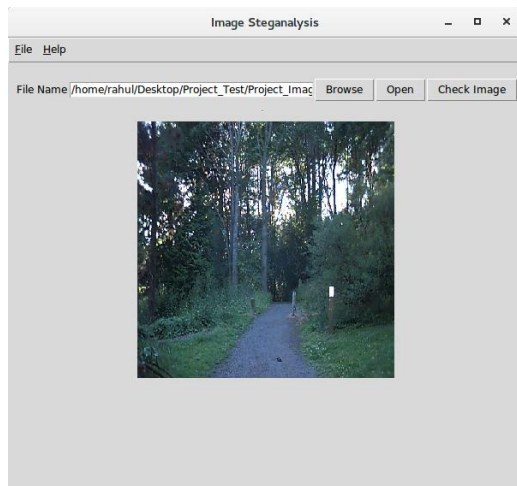 Image Steganalysis
File Help
File Name /home/rahul/Desktop/Project_Test/Project_Imag Browse Open Check Image